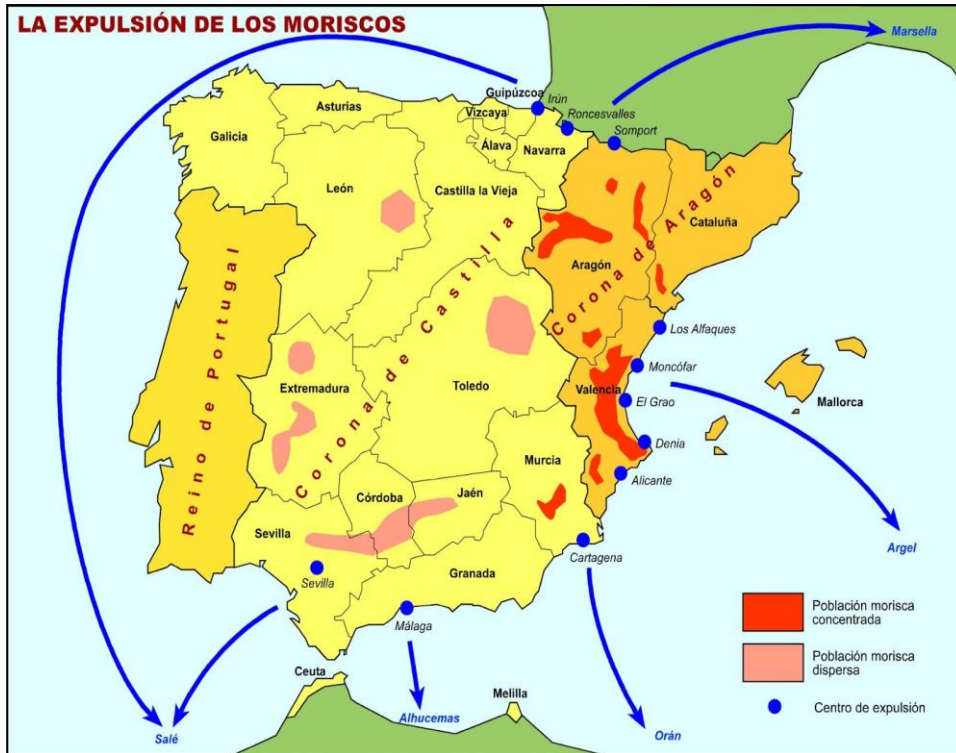 LA EXPULSIÓN DE LOS MORISCOS
Marsella
Guipúzcoa
Irún
Roncesvalles
Somport
Asturias
Vizcaya
Galicia
Álava
Navarra
León
Castilla la Vieja
Cataluña
Aragón
Corona de Aragón
Corona de Castilla
Reino de Portugal
Los Alfaques
Moncófar
Extremadura
Toledo
Valencia
El Grao
Mallorca
Denia
Murcia
Alicante
Córdoba
Jaén
Sevilla
Sevilla
Granada
Cartagena
Argel
Málaga
Población morisca
concentrada
Población morisca
dispersa
Centro de expulsión
Ceuta
Melilla
Salé
Alhucemas
Orán